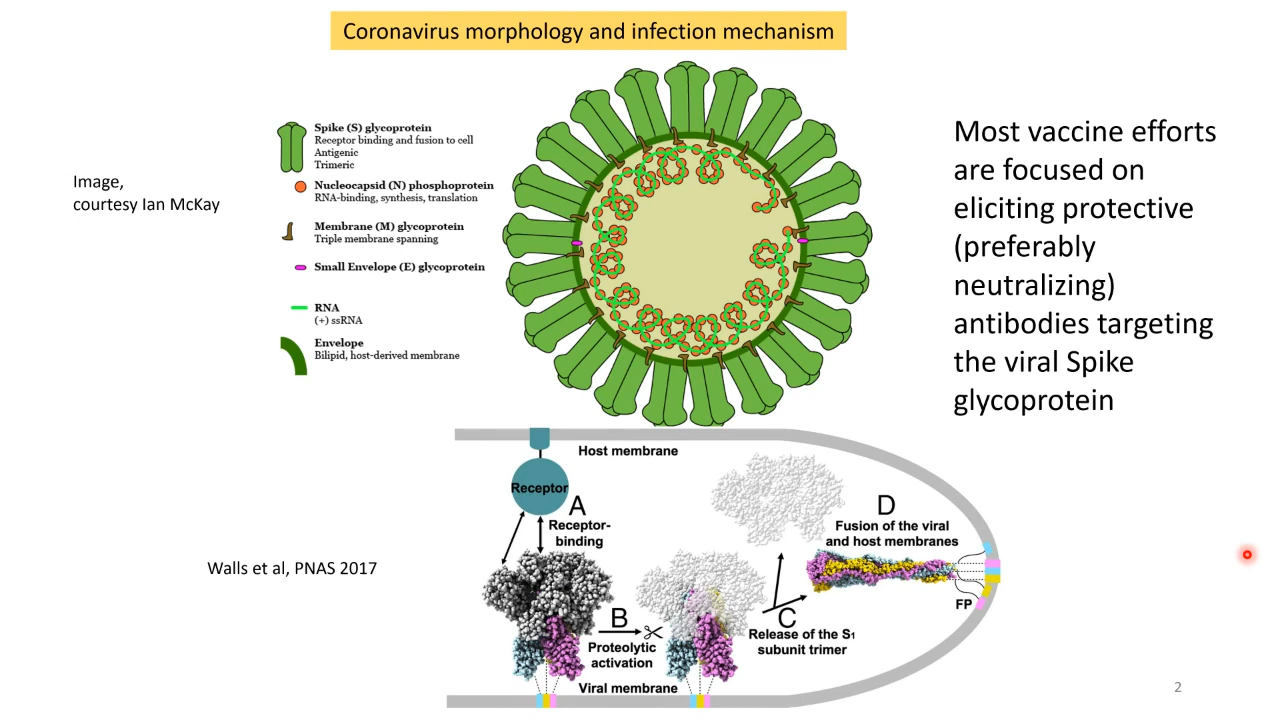 Coronavirus morphology and infection mechanism
Spike (S) glycoprotein
Receptor binding and fusion to cell
Antigenic
Trimeric
Nucleocapsid (N) phosphoprotein
RNA-binding, synthesis, translation
Membrane (M) glycoprotein
Triple membrane spanning
Small Envelope (E) glycoprotein
RNA
(+) ssRNA
Envelope
Bilipid, host-derived membrane
Image,
courtesy Ian McKay
Most vaccine efforts
are focused on
eliciting protective
(preferably
neutralizing)
antibodies targeting
the viral Spike
glycoprotein
Host membrane
Receptor
A
Receptor-
binding
B
Proteolytic
activation
C
Release of the S₁
subunit trimer
D
Fusion of the viral
and host membranes
FP
Viral membrane
Walls et al, PNAS 2017
2